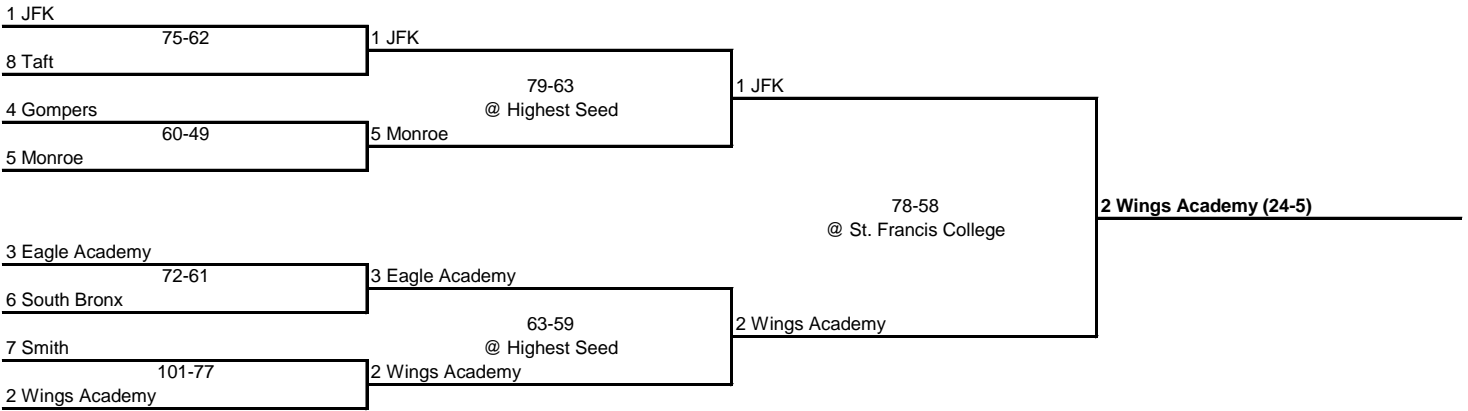 1 JFK
75-62
8 Taft
1 JFK
79-63
@ Highest Seed
4 Gompers
60-49
5 Monroe
5 Monroe
1 JFK
78-58
@ St. Francis College
2 Wings Academy (24-5)
3 Eagle Academy
72-61
6 South Bronx
3 Eagle Academy
63-59
@ Highest Seed
7 Smith
101-77
2 Wings Academy
2 Wings Academy
2 Wings Academy